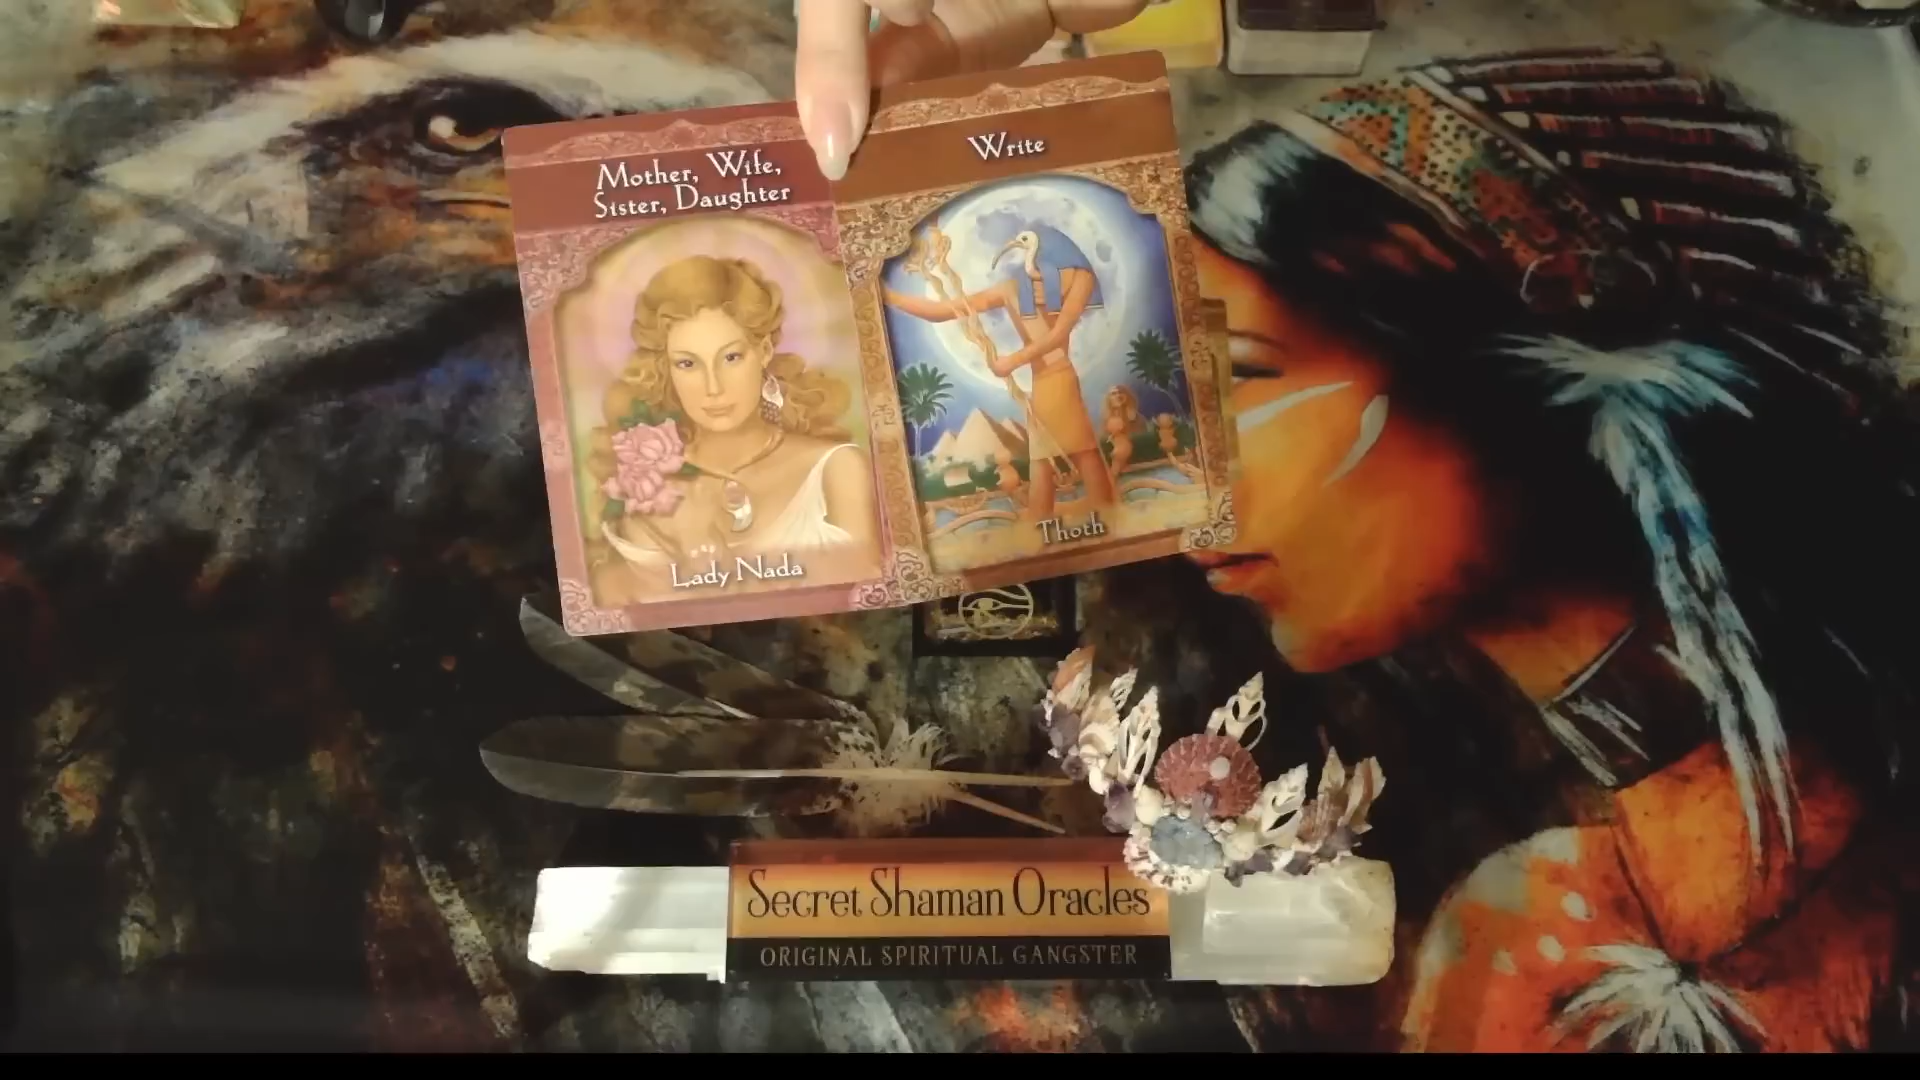 Mother, Wife,
Sister, Daughter
Lady Nada
Write
Thoth
Secret Shaman Oracles
ORIGINAL SPIRITUAL GANGSTER